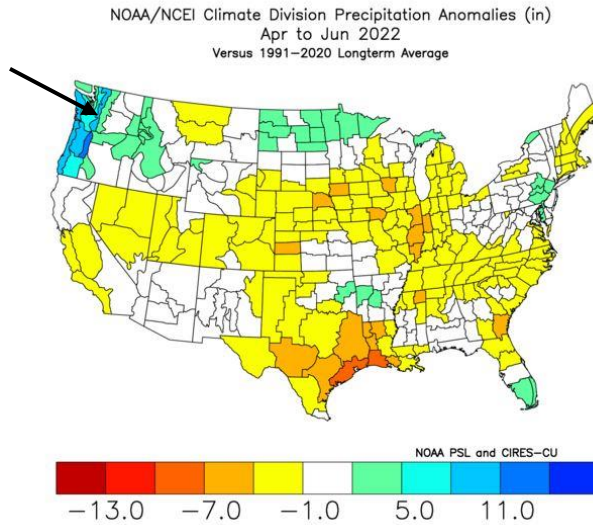 NOAA/NCEI Climate Division Precipitation Anomalies (in)
Apr to Jun 2022
Versus 1991−2020 Longterm Average
NOAA PSL and CIRES−CU
−13.0 −7.0 −1.0 5.0 11.0